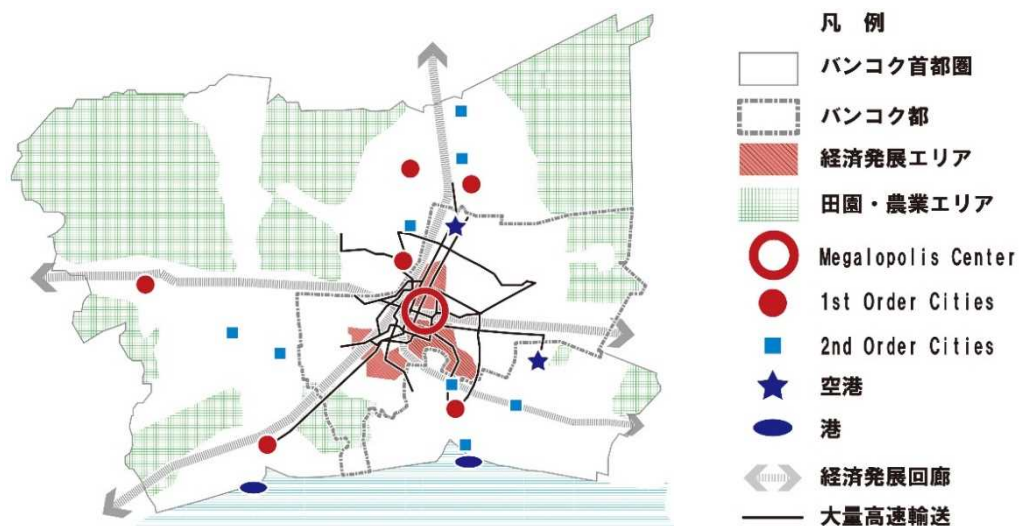 凡　例
バンコク首都圏
バンコク都
経済発展エリア
田園・農業エリア
Megalopolis Center
1st Order Cities
2nd Order Cities
空港
港
経済発展回廊
大量高速輸送